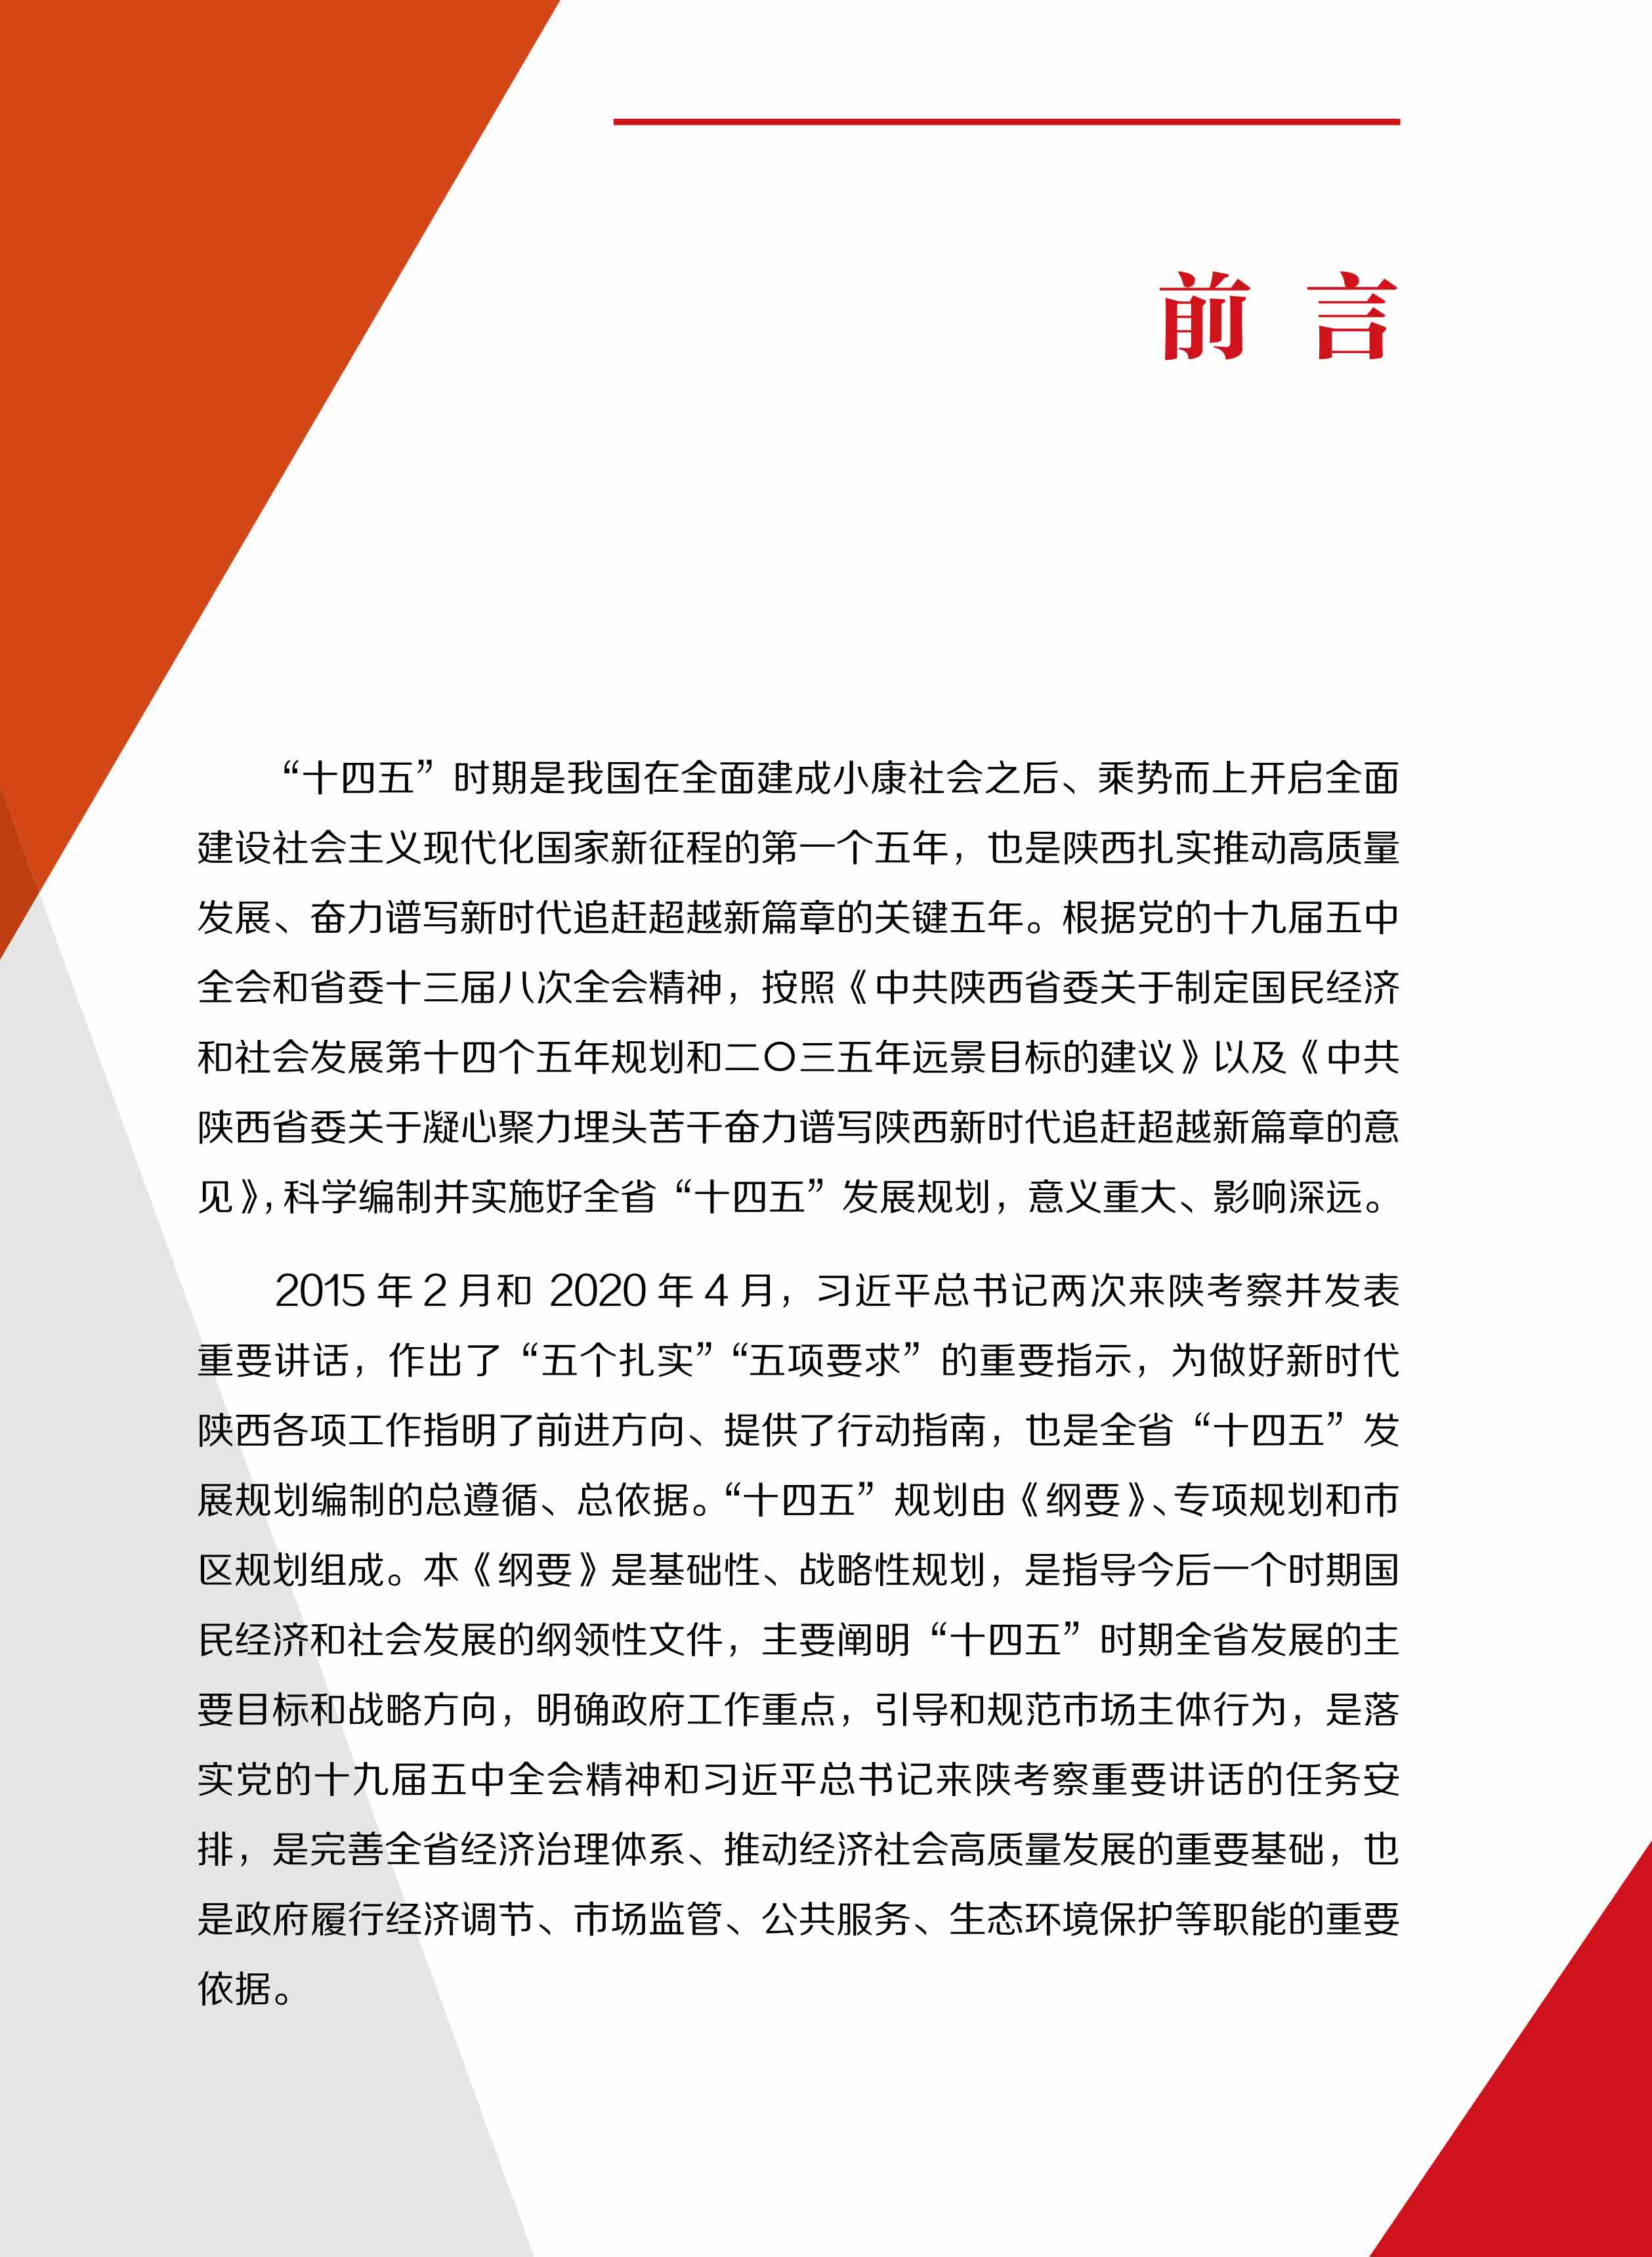 前 言
“十四五”时期是我国在全面建成小康社会之后、乘势而上开启全面
建设社会主义现代化国家新征程的第一个五年，也是陕西扎实推动高质量
发展、奋力谱写新时代追赶超越新篇章的关键五年。根据党的十九届五中
全会和省委十三届八次全会精神，按照《中共陕西省委关于制定国民经济
和社会发展第十四个五年规划和二〇三五年远景目标的建议》以及《中共
陕西省委关于凝心聚力埋头苦干奋力谱写陕西新时代追赶超越新篇章的意
见》，科学编制并实施好全省“十四五”发展规划，意义重大、影响深远。
2015 年 2 月和 2020 年 4 月，习近平总书记两次来陕考察并发表
重要讲话，作出了“五个扎实”“五项要求”的重要指示，为做好新时代
陕西各项工作指明了前进方向、提供了行动指南，也是全省“十四五”发
展规划编制的总遵循、总依据。“十四五”规划由《纲要》、专项规划和市
区规划组成。本《纲要》是基础性、战略性规划，是指导今后一个时期国
民经济和社会发展的纲领性文件，主要阐明“十四五”时期全省发展的主
要目标和战略方向，明确政府工作重点，引导和规范市场主体行为，是落
实党的十九届五中全会精神和习近平总书记来陕考察重要讲话的任务安
排，是完善全省经济治理体系、推动经济社会高质量发展的重要基础，也
是政府履行经济调节、市场监管、公共服务、生态环境保护等职能的重要
依据。